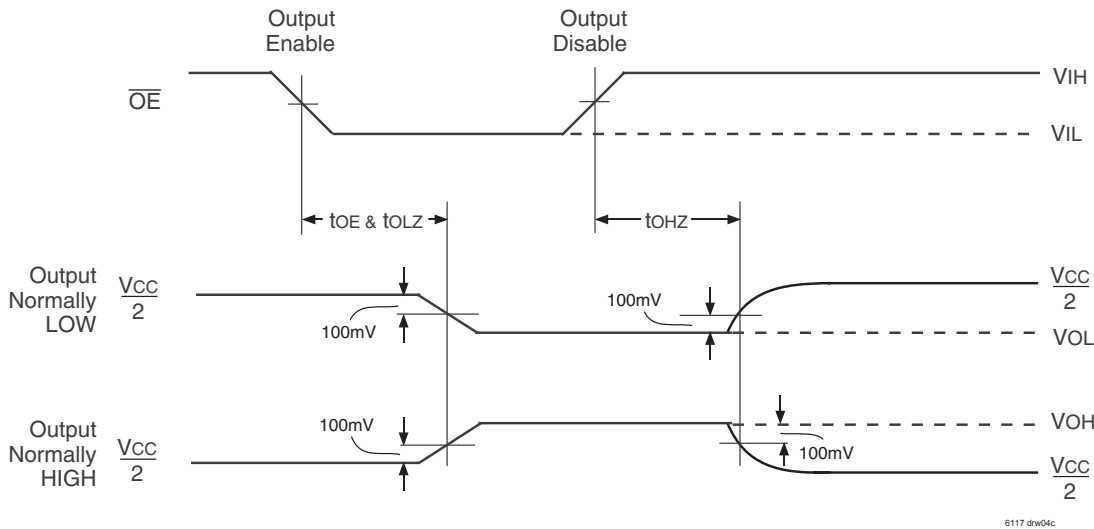 Output
Enable
Output
Disable
OE
VIH
VIL
tOE & tOLZ
tOHZ
Output
Normally
LOW
VCC
2
100mV
100mV
VCC
2
VOL
Output
Normally
HIGH
VCC
2
100mV
VOH
100mV
VCC
2
6117 drw04c